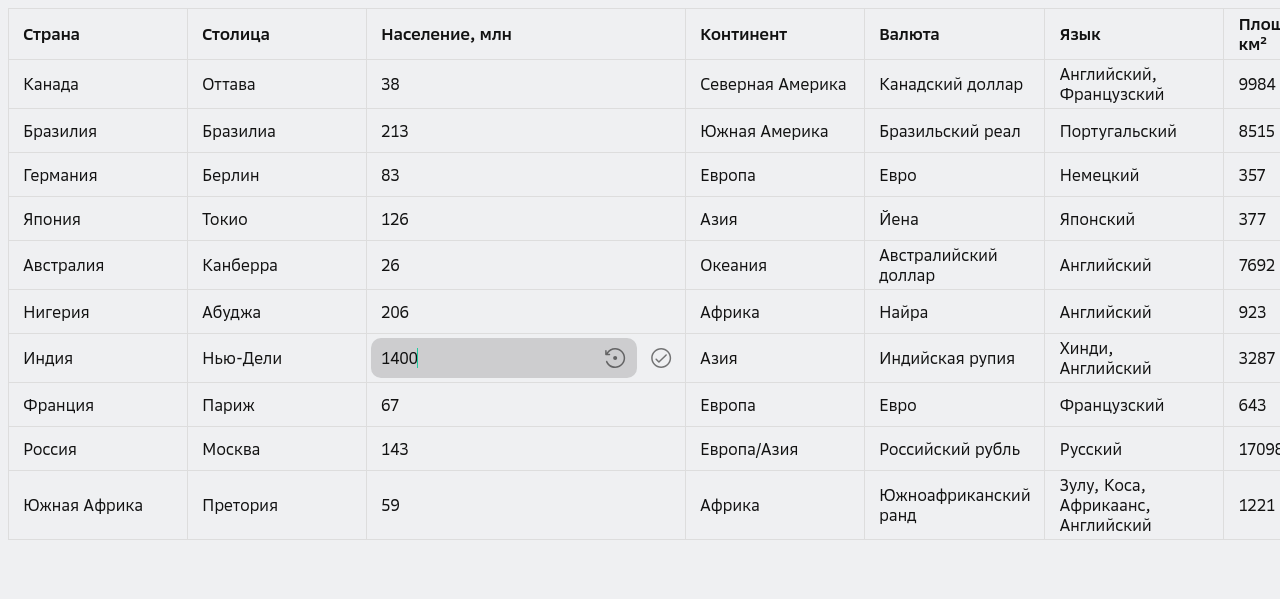 Страна Столица Население, млн Континент Валюта Язык
км²
Канада Оттава 38 Северная Америка Канадский доллар Английский, Французский 9984
Бразилия Бразилиа 213 Южная Америка Бразильский реал Португальский 8515
Германия Берлин 83 Европа Евро Немецкий 357
Япония Токио 126 Азия Йена Японский 377
Австралия Канберра 26 Океания Австралийский доллар Английский 7692
Нигерия Абуджа 206 Африка Найра Английский 923
Индия Нью-Дели 1400 Азия Индийская рупия Хинди, Английский 3287
Франция Париж 67 Европа Евро Французский 643
Россия Москва 143 Европа/Азия Российский рубль Русский 17098
Южная Африка Претория 59 Африка Южноафриканский ранд Зулу, Коса, Африкаанс, Английский 1221